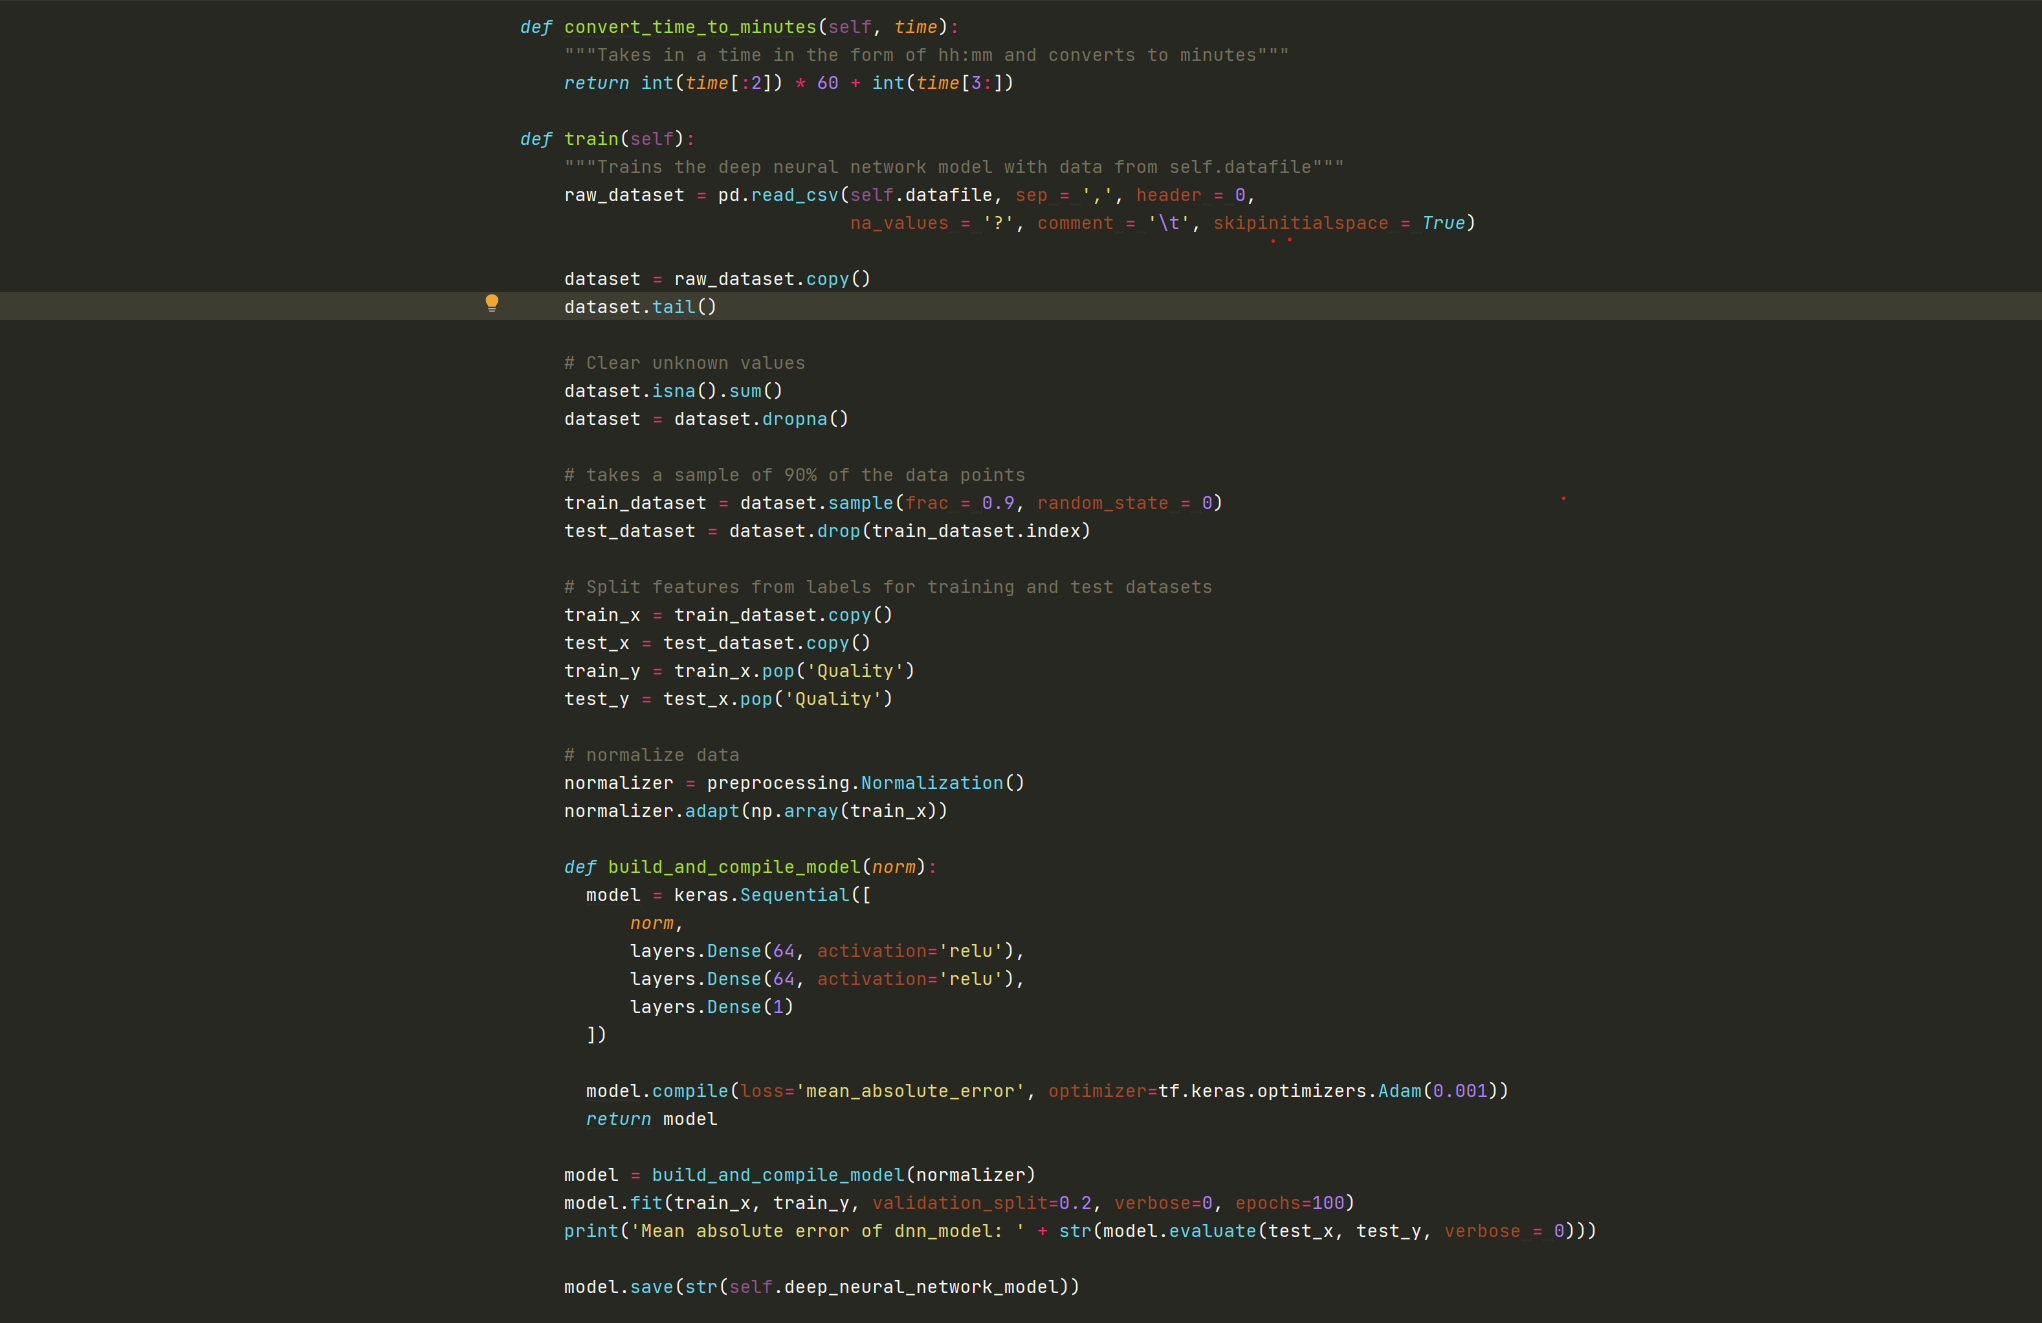 def convert_time_to_minutes(self, time):
    """Takes in a time in the form of hh:mm and converts to minutes"""
    return int(time[:2]) * 60 + int(time[3:])

def train(self):
    """Trains the deep neural network model with data from self.datafile"""
    raw_dataset = pd.read_csv(self.datafile, sep = ',', header = 0,
                              na_values = '?', comment = '\t', skipinitialspace = True)

    dataset = raw_dataset.copy()
    dataset.tail()

    # Clear unknown values
    dataset.isna().sum()
    dataset = dataset.dropna()

    # takes a sample of 90% of the data points
    train_dataset = dataset.sample(frac = 0.9, random_state = 0)
    test_dataset = dataset.drop(train_dataset.index)

    # Split features from labels for training and test datasets
    train_x = train_dataset.copy()
    test_x = test_dataset.copy()
    train_y = train_x.pop('Quality')
    test_y = test_x.pop('Quality')

    # normalize data
    normalizer = preprocessing.Normalization()
    normalizer.adapt(np.array(train_x))

    def build_and_compile_model(norm):
      model = keras.Sequential([
          norm,
          layers.Dense(64, activation='relu'),
          layers.Dense(64, activation='relu'),
          layers.Dense(1)
      ])

      model.compile(loss='mean_absolute_error', optimizer=tf.keras.optimizers.Adam(0.001))
      return model

    model = build_and_compile_model(normalizer)
    model.fit(train_x, train_y, validation_split=0.2, verbose=0, epochs=100)
    print('Mean absolute error of dnn_model: ' + str(model.evaluate(test_x, test_y, verbose = 0)))

    model.save(str(self.deep_neural_network_model))